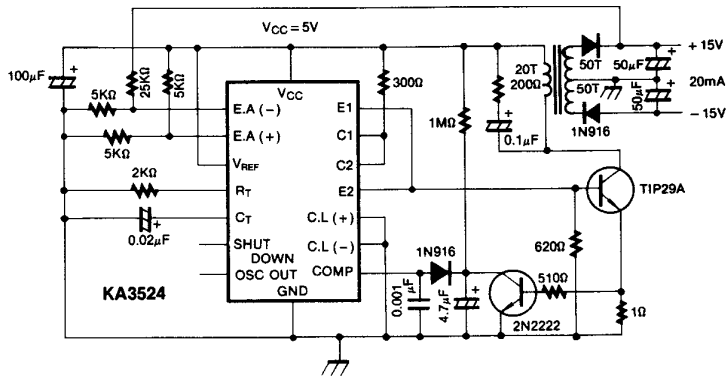 V_CC = 5V
+ 15V
100μF
+
5KΩ
25KΩ
5KΩ
5KΩ
2KΩ
+
0.02μF
V_CC
E.A (−)
E.A (+)
V_REF
R_T
C_T
SHUT
DOWN
OSC OUT
GND
E1
C1
C2
E2
C.L (+)
C.L (−)
COMP
KA3524
300Ω
1MΩ
20T
200Ω
+
0.1μF
50T
50T
50μF
+
+
50μF
20mA
− 15V
1N916
TIP29A
620Ω
510Ω
1Ω
1N916
0.001
μF
4.7μF
+
2N2222